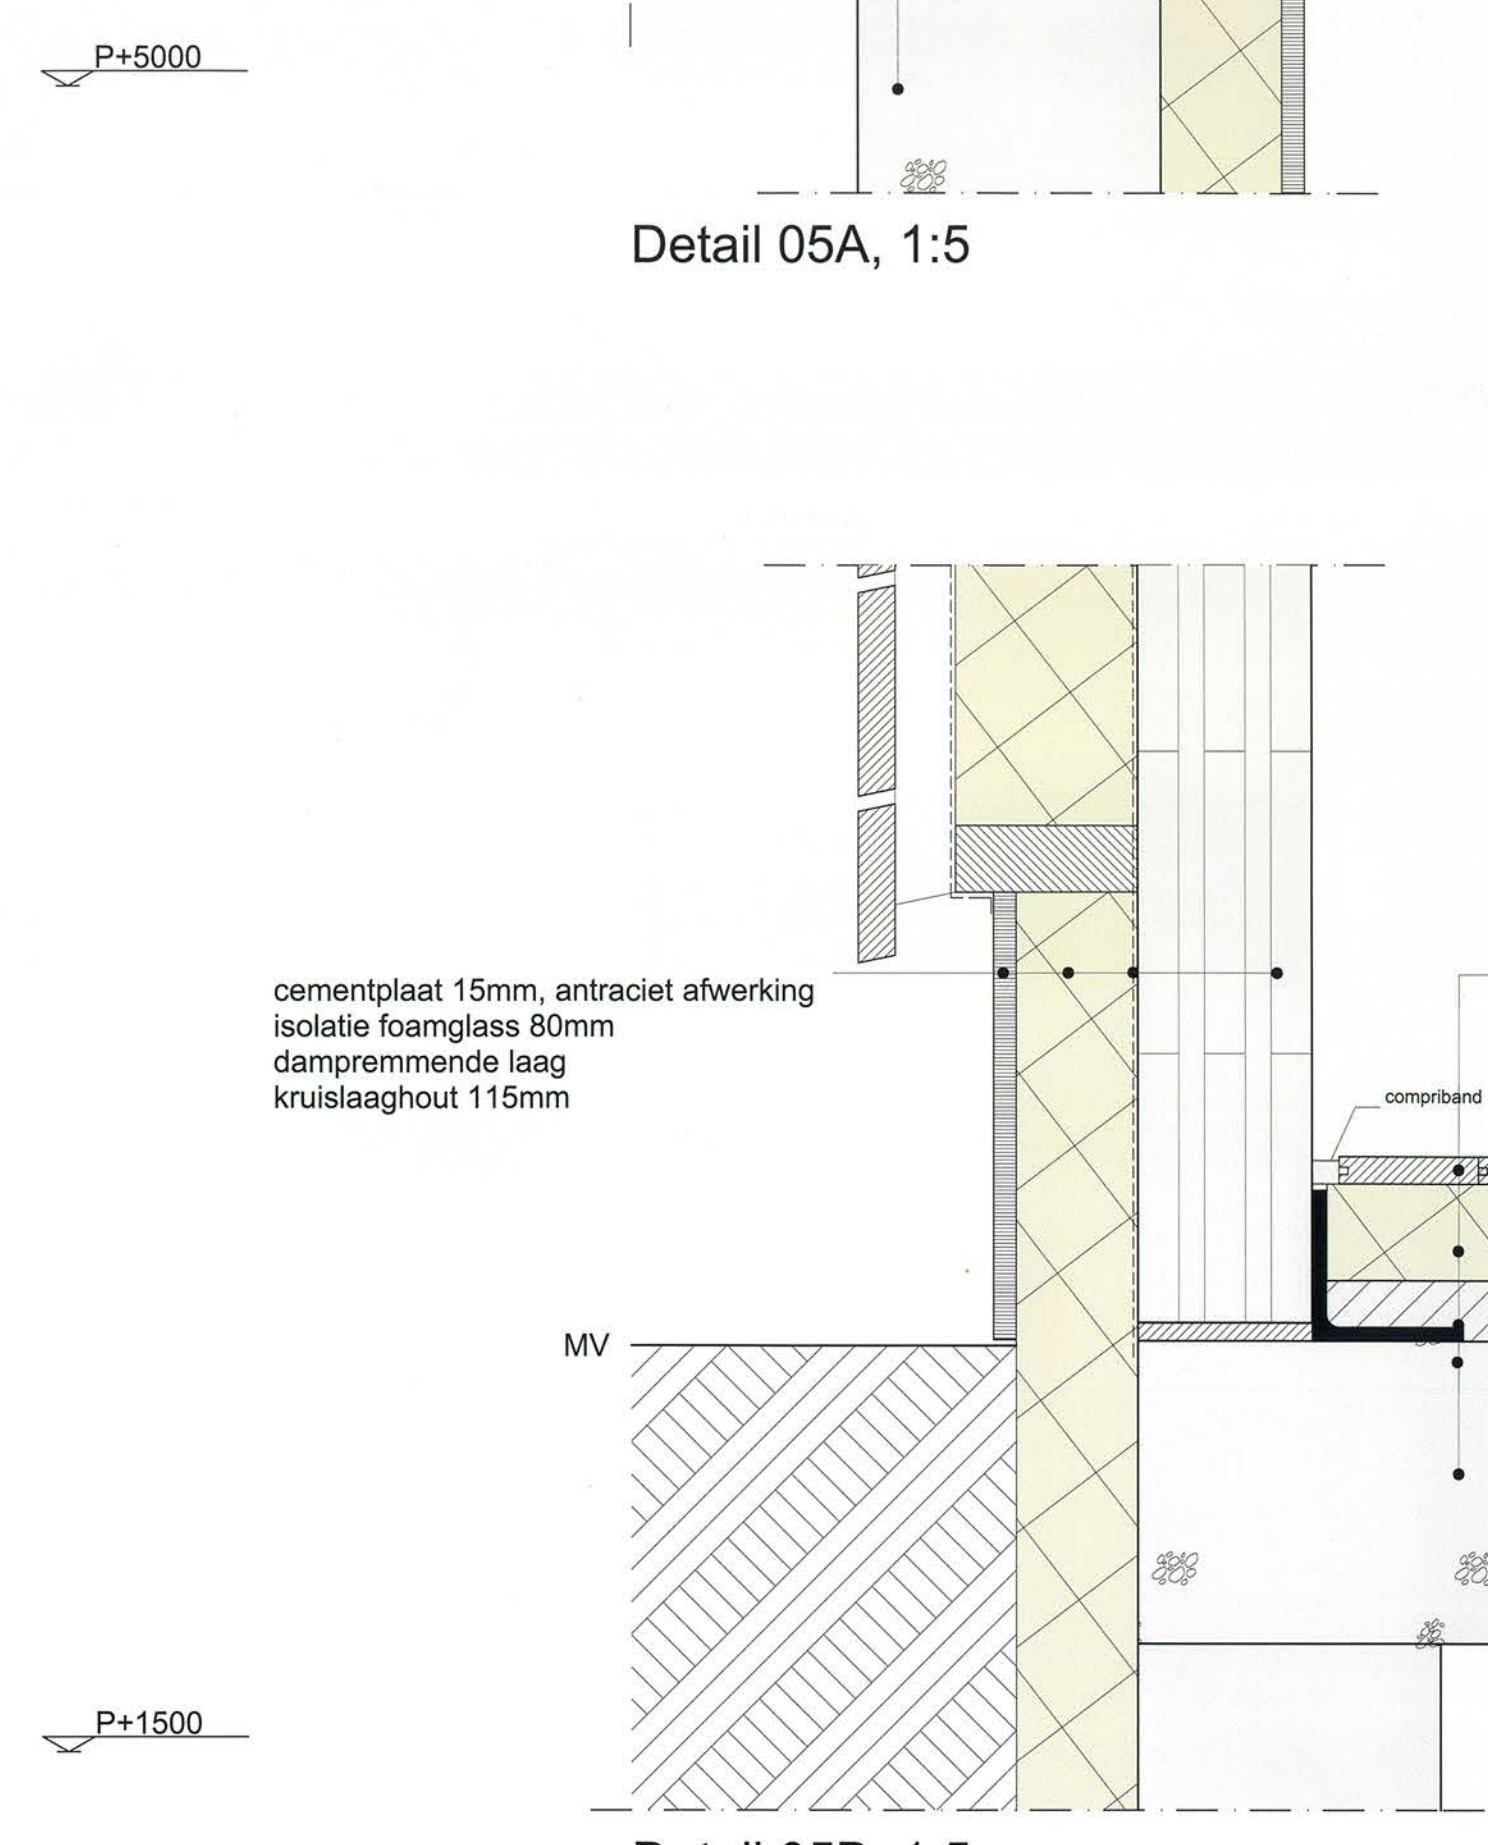 P+5000
Detail 05A, 1:5
cementplaat 15mm, antraciet afwerking
isolatie foamglass 80mm
dampremmende laag
kruislaaghout 115mm
compriband
MV
P+1500